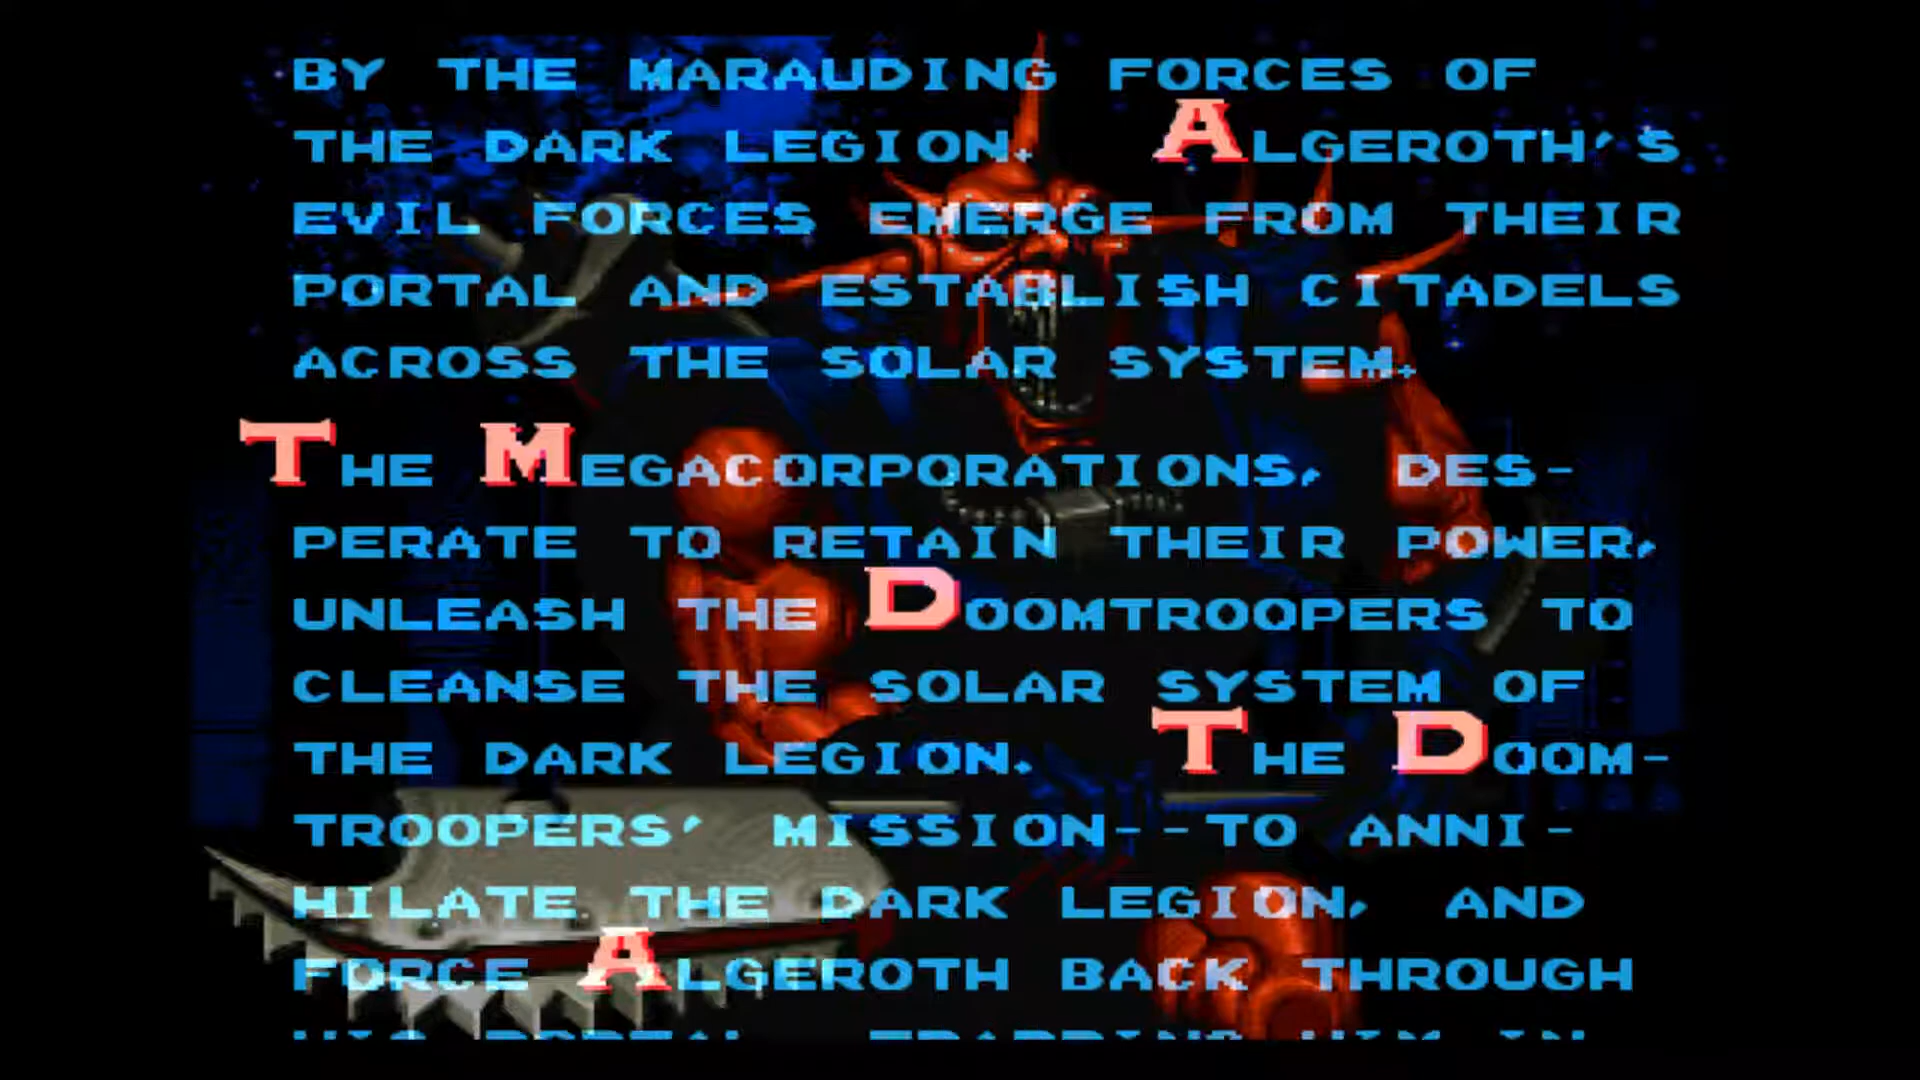 BY THE MARAUDING FORCES OF
THE DARK LEGION. ALGEROTH'S
EVIL FORCES EMERGE FROM THEIR
PORTAL AND ESTABLISH CITADELS
ACROSS THE SOLAR SYSTEM.
THE MEGACORPORATIONS, DES-
PERATE TO RETAIN THEIR POWER,
UNLEASH THE DOOMTROOPERS TO
CLEANSE THE SOLAR SYSTEM OF
THE DARK LEGION. THE DOOM-
TROOPERS' MISSION--TO ANNI-
HILATE THE DARK LEGION, AND
FORCE ALGEROTH BACK THROUGH